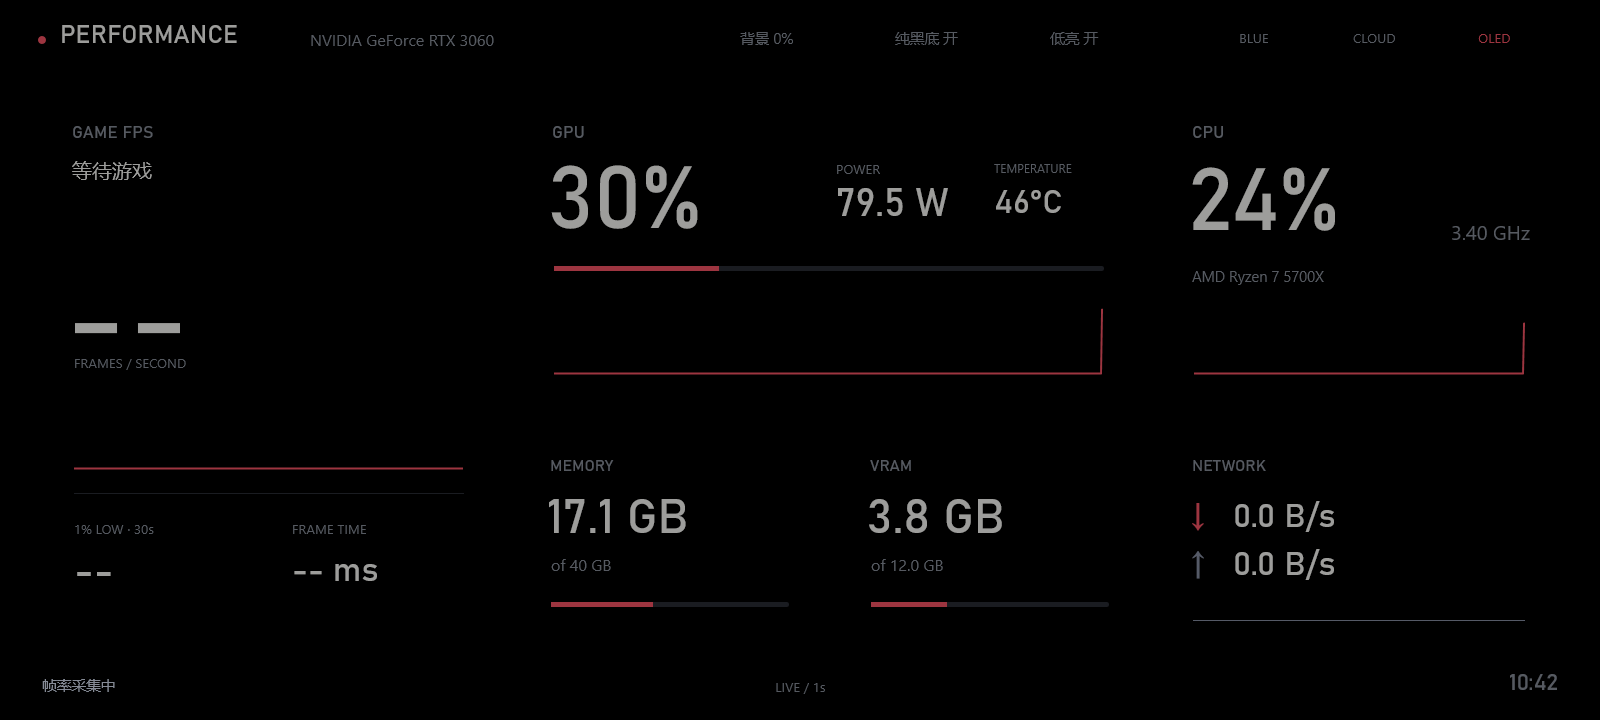 PERFORMANCE
NVIDIA GeForce RTX 3060
背景 0%
纯黑底 开
低亮 开
BLUE
CLOUD
OLED
GAME FPS
等待游戏
-- --
FRAMES / SECOND
1% LOW · 30s
--
FRAME TIME
-- ms
GPU
30%
POWER
79.5 W
TEMPERATURE
46°C
CPU
24%
3.40 GHz
AMD Ryzen 7 5700X
MEMORY
17.1 GB
of 40 GB
VRAM
3.8 GB
of 12.0 GB
NETWORK
↓ 0.0 B/s
↑ 0.0 B/s
帧率采集中
LIVE / 1s
10:42